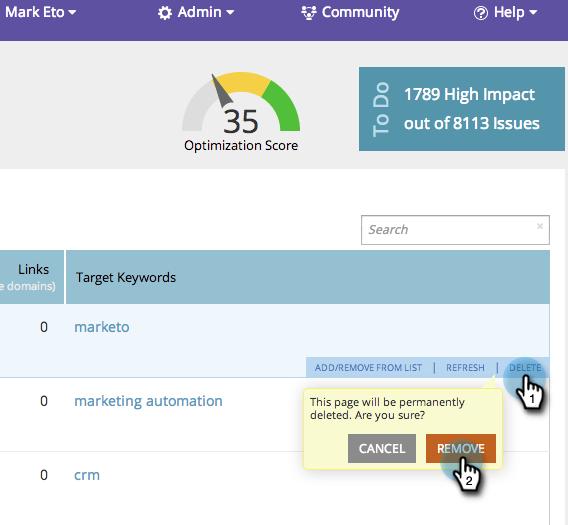 Mark Eto
Admin
Community
Help
35
Optimization Score
To Do
1789 High Impact
out of 8113 Issues
Search
Links
e domains)
Target Keywords
0
marketo
ADD/REMOVE FROM LIST | REFRESH | DELETE
1
0
marketing automation
This page will be permanently
deleted. Are you sure?
CANCEL
REMOVE
2
0
crm